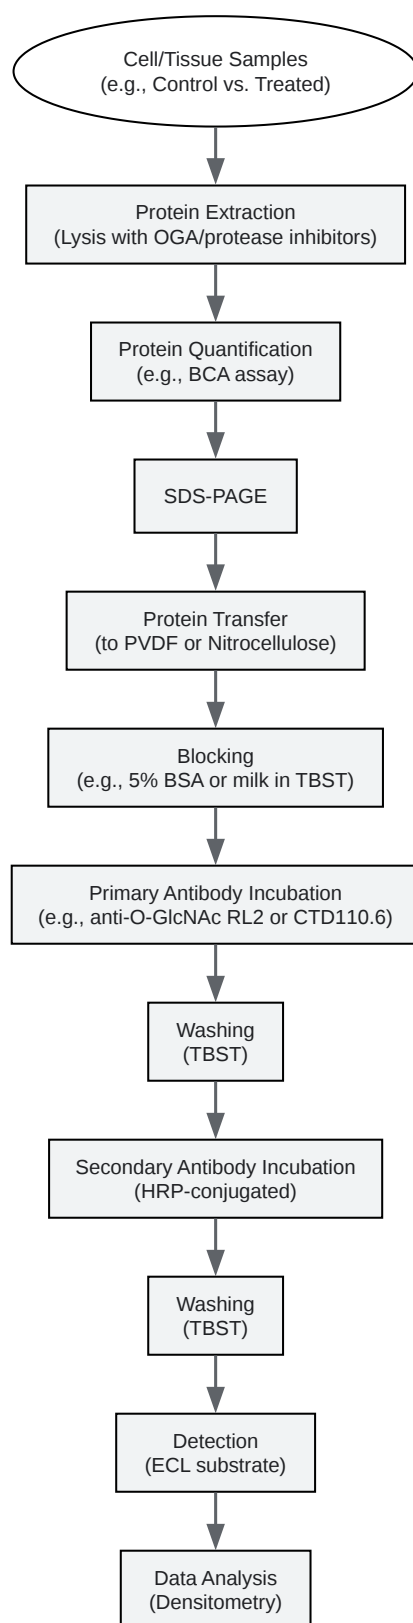 Cell/Tissue Samples
(e.g., Control vs. Treated)
Protein Extraction
(Lysis with OGA/protease inhibitors)
Protein Quantification
(e.g., BCA assay)
SDS-PAGE
Protein Transfer
(to PVDF or Nitrocellulose)
Blocking
(e.g., 5% BSA or milk in TBST)
Primary Antibody Incubation
(e.g., anti-O-GlcNAc RL2 or CTD110.6)
Washing
(TBST)
Secondary Antibody Incubation
(HRP-conjugated)
Washing
(TBST)
Detection
(ECL substrate)
Data Analysis
(Densitometry)